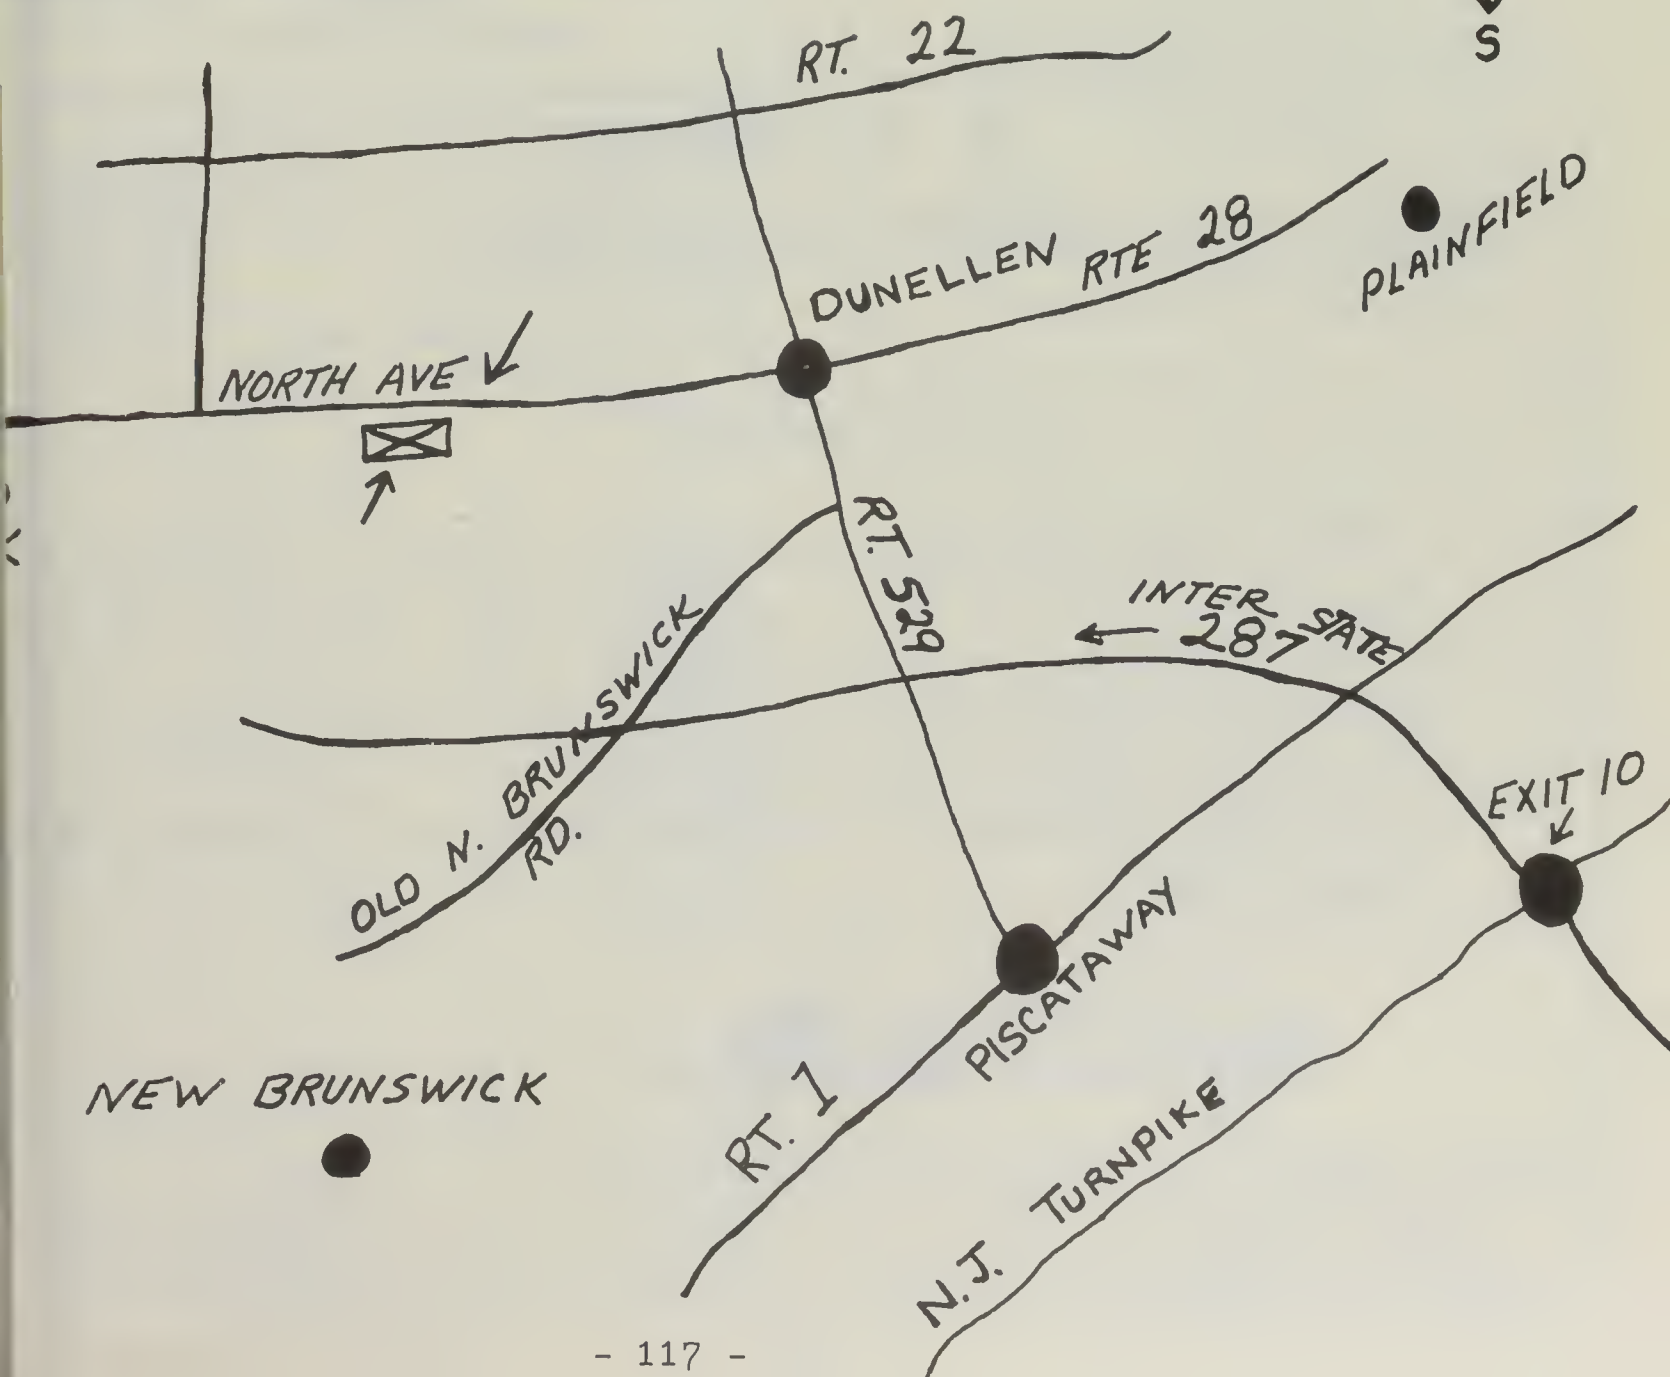 S
RT. 22
PLAINFIELD
DUNELLEN
RTE 28
NORTH AVE
RT. 529
INTER STATE
287
OLD N. BRUNSWICK
RD.
EXIT 10
PISCATAWAY
NEW BRUNSWICK
RT. 1
N.J. TURNPIKE
- 117 -